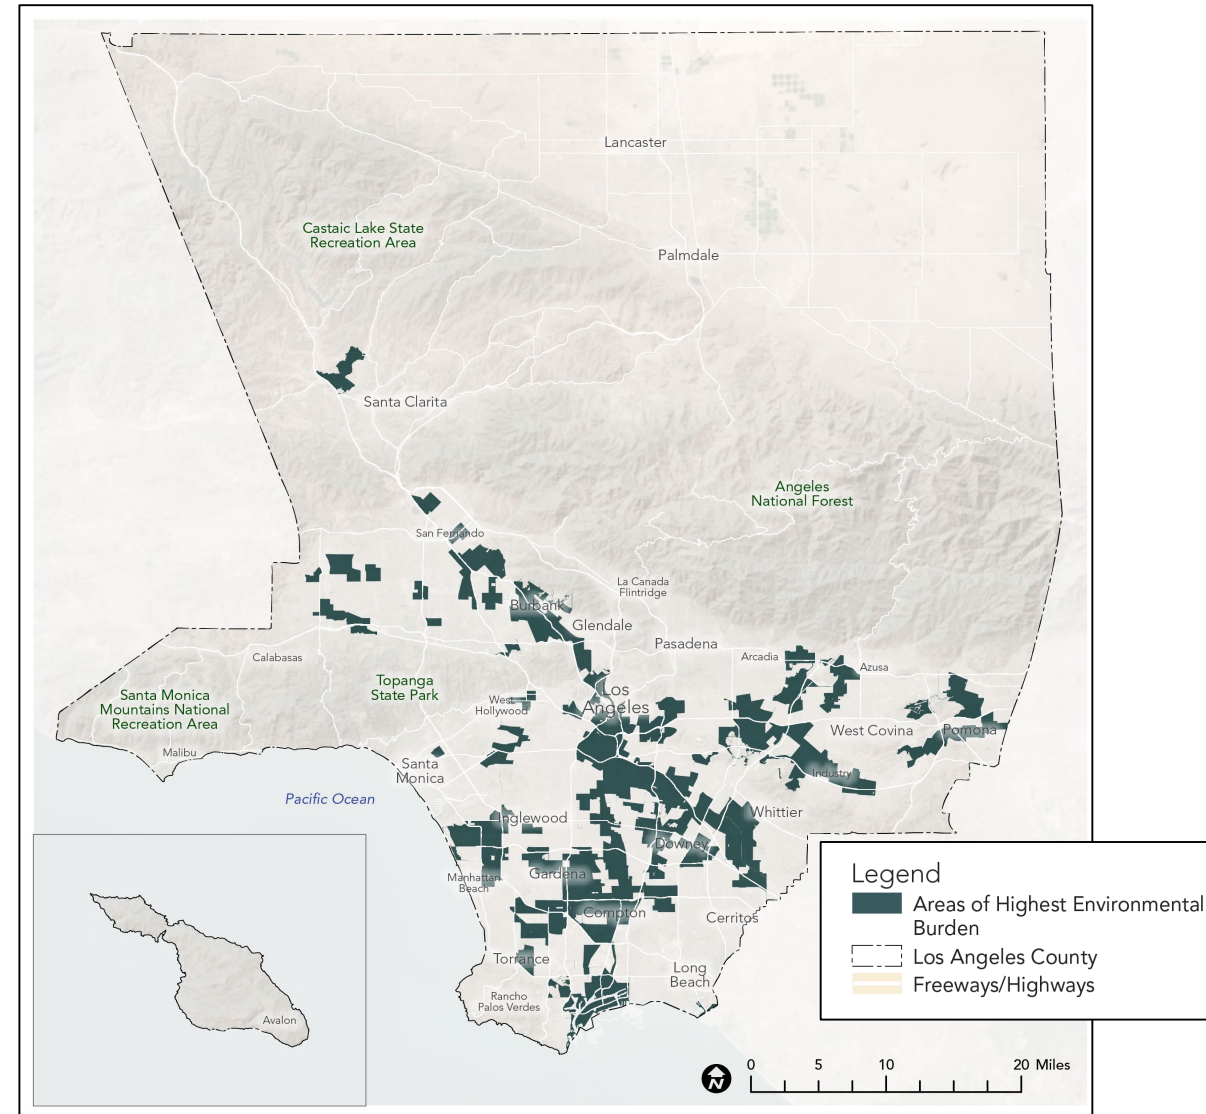 Lancaster
Castaic Lake State
Recreation Area
Palmdale
Santa Clarita
Angeles
National Forest
San Fernando
La Canada
Flintridge
Burbank
Glendale
Pasadena
Calabasas
Arcadia
Azusa
Topanga
State Park
Santa Monica
Mountains National
Recreation Area
West
Hollywood
Los
Angeles
West Covina
Pomona
Malibu
Santa
Monica
Industry
Pacific Ocean
Inglewood
Whittier
Downey
Manhattan
Beach
Gardena
Compton
Cerritos
Torrance
Long
Beach
Rancho
Palos Verdes
Avalon
Legend
Areas of Highest Environmental
Burden
Los Angeles County
Freeways/Highways
N
0 5 10 20 Miles